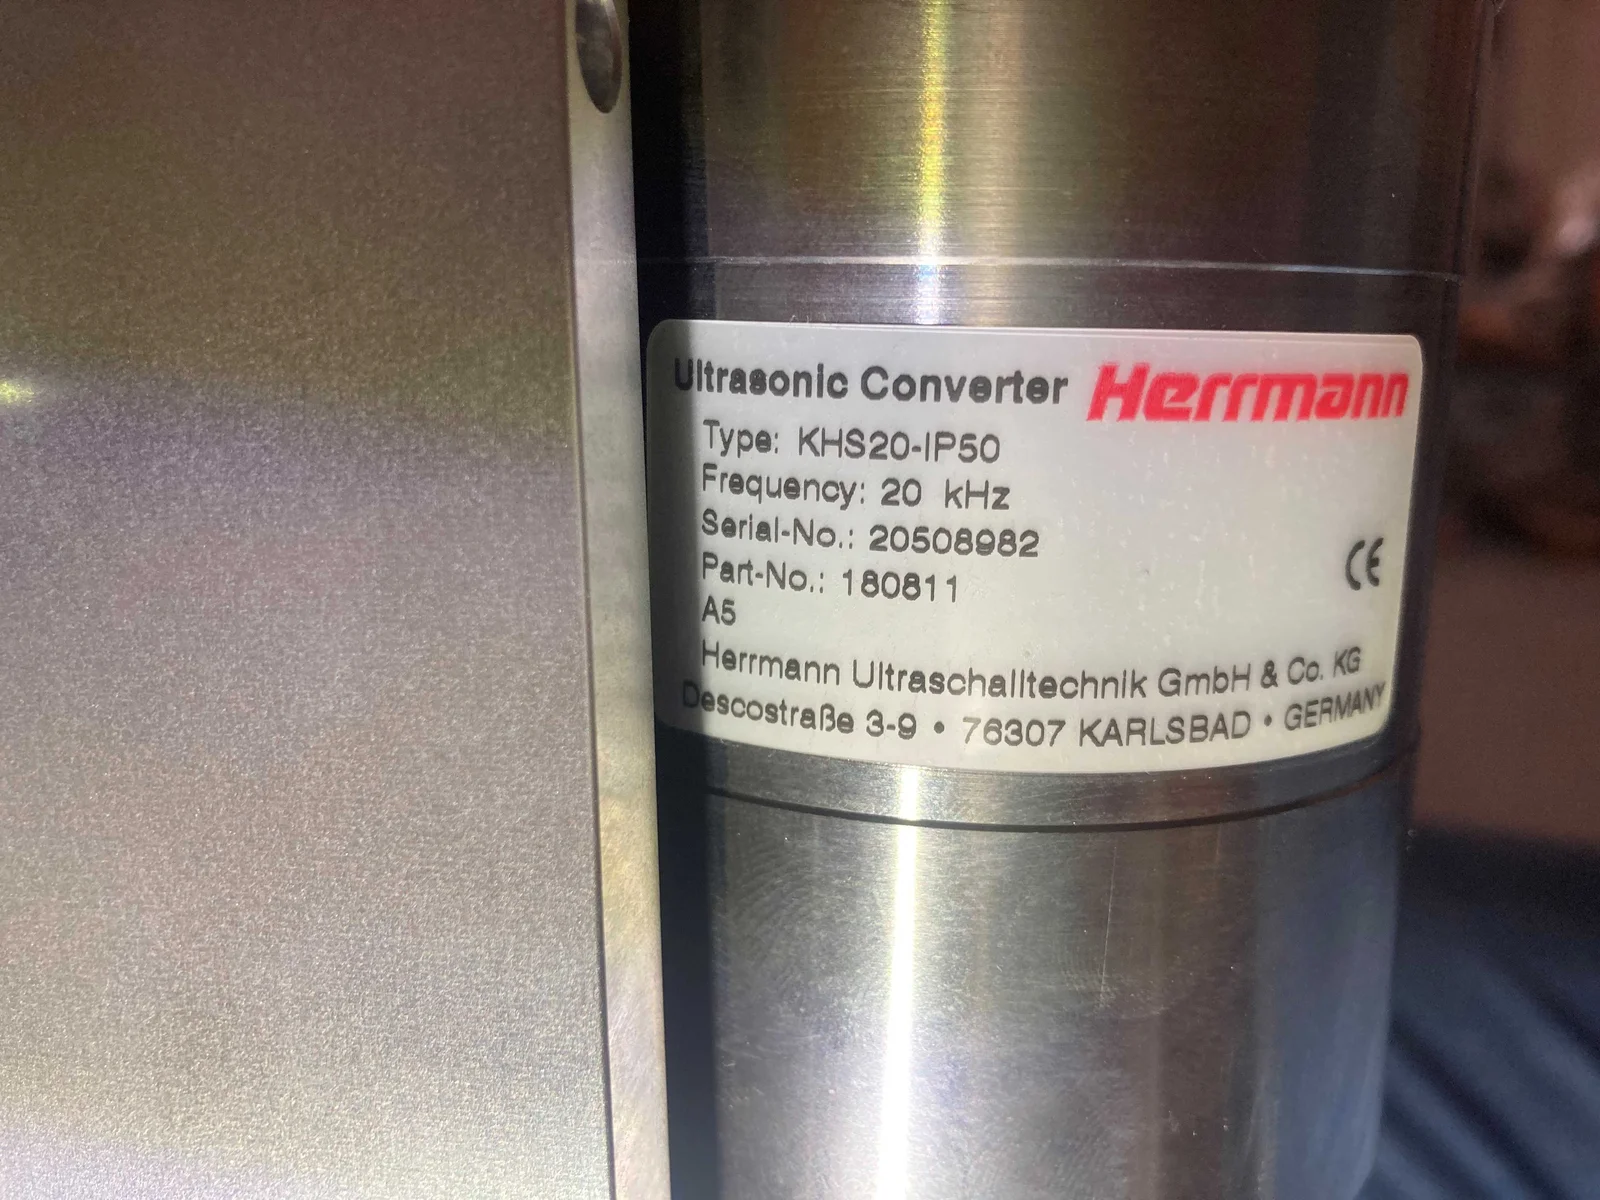 Ultrasonic Converter Herrmann
Type: KHS20-IP50
Frequency: 20 kHz
Serial-No.: 20508982
Part-No.: 180811
CE
A5
Herrmann Ultraschalltechnik GmbH & Co. KG
Descostraße 3-9 • 76307 KARLSBAD • GERMANY